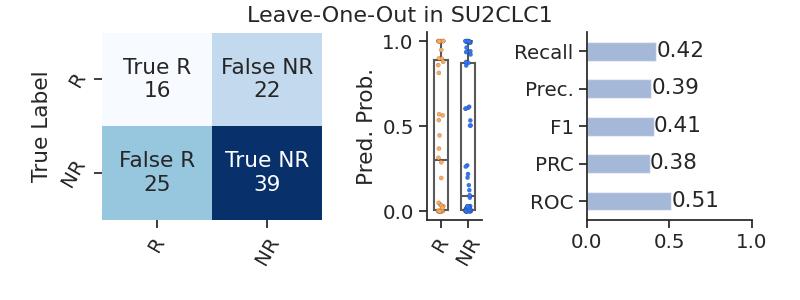 Leave-One-Out in SU2CLC1
True Label
R
NR
True R
16
False NR
22
False R
25
True NR
39
R
NR
Pred. Prob.
1.0
0.5
0.0
R
NR
Recall
0.42
Prec.
0.39
F1
0.41
PRC
0.38
ROC
0.51
0.0
0.5
1.0